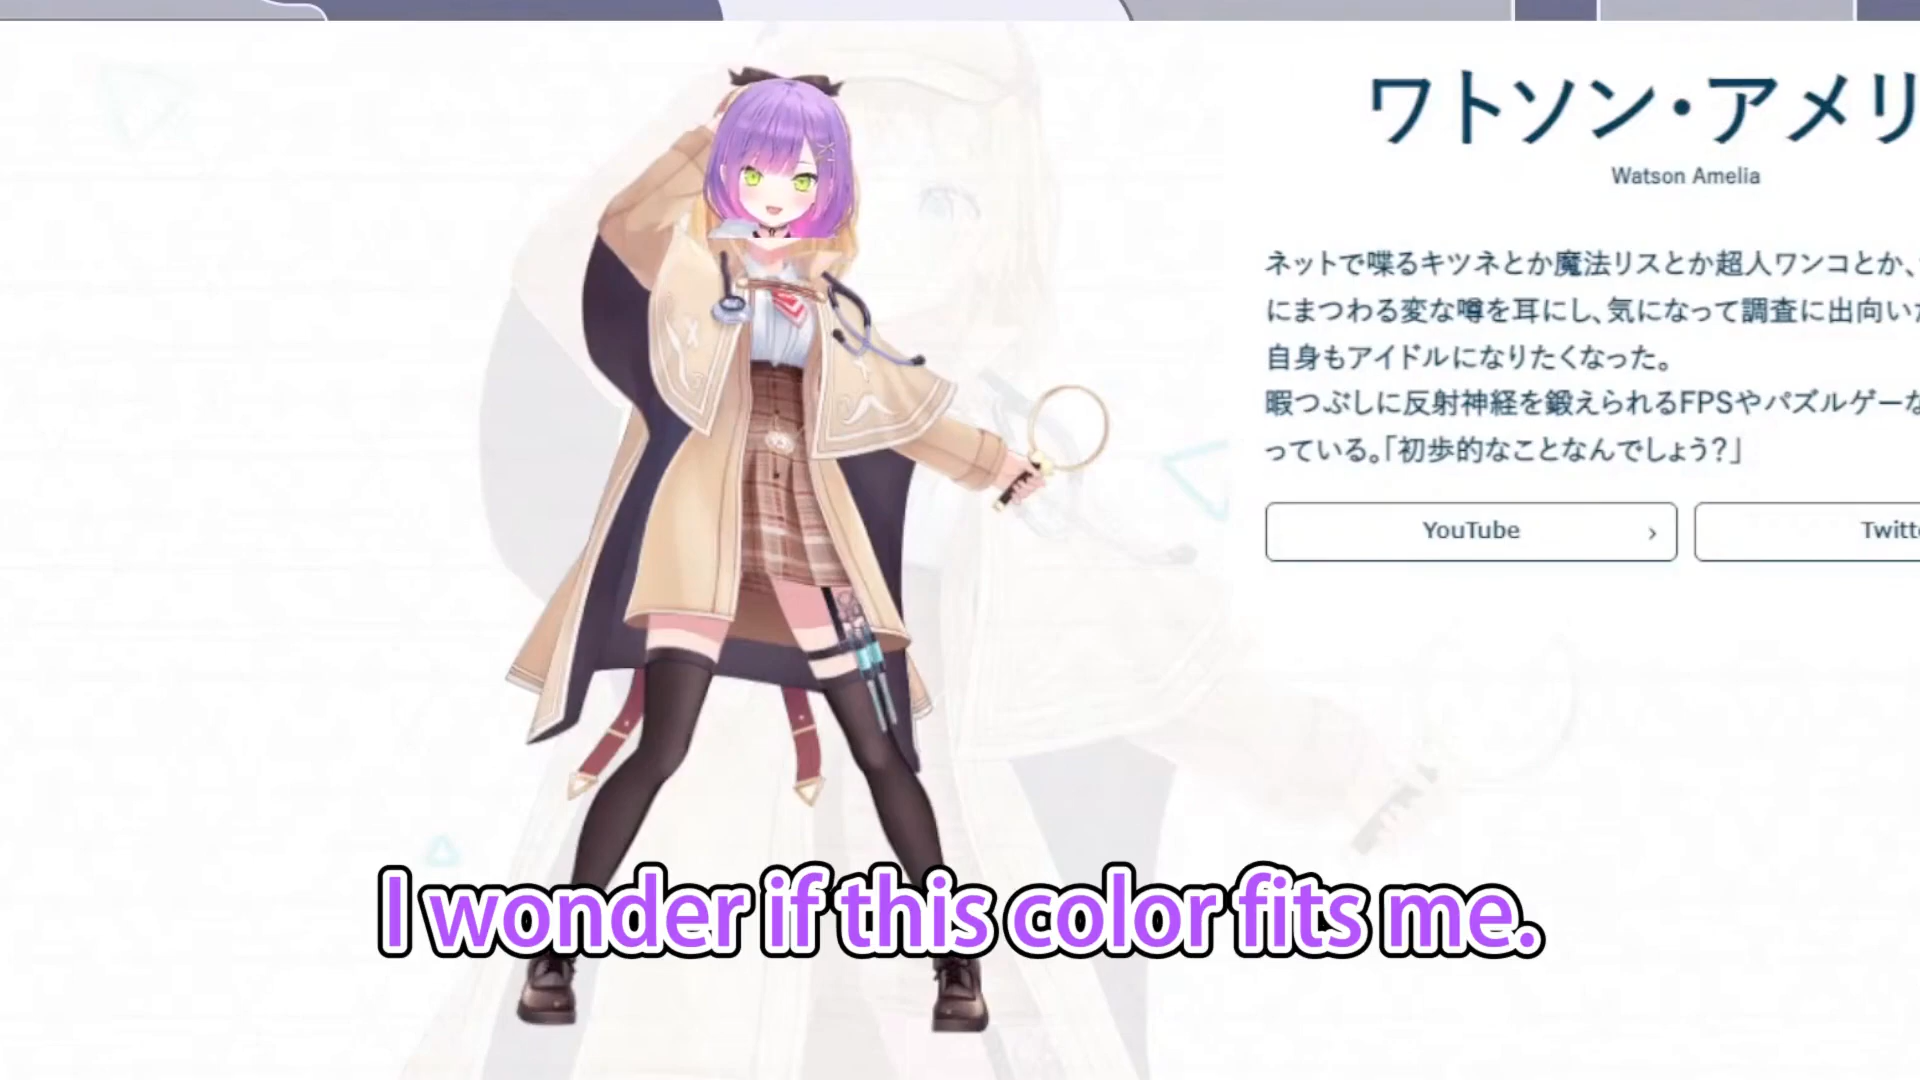 ワトソン・アメリ
Watson Amelia
ネットで喋るキツネとか魔法リスとか超人ワンコとか、
にまつわる変な噂を耳にし、気になって調査に出向いた
自身もアイドルになりたくなった。
暇つぶしに反射神経を鍛えられるFPSやパズルゲーな
っている。「初歩的なことなんでしょう?」
YouTube
Twitte
I wonder if this color fits me.